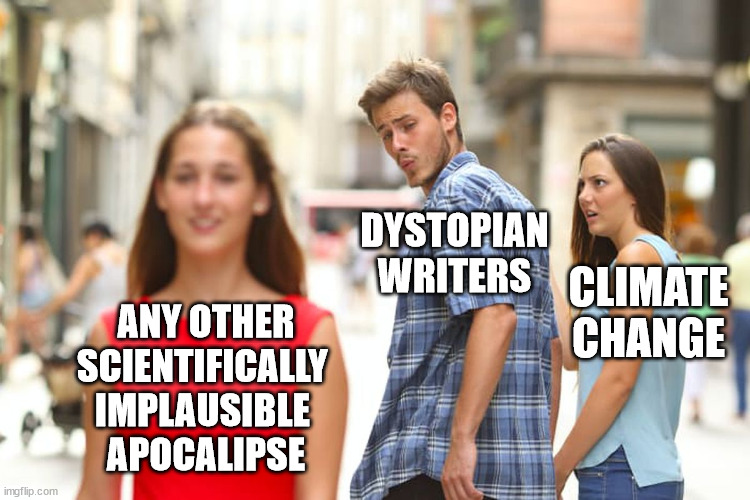 DYSTOPIAN
WRITERS
CLIMATE
CHANGE
ANY OTHER
SCIENTIFICALLY
IMPLAUSIBLE
APOCALIPSE
imgflip.com